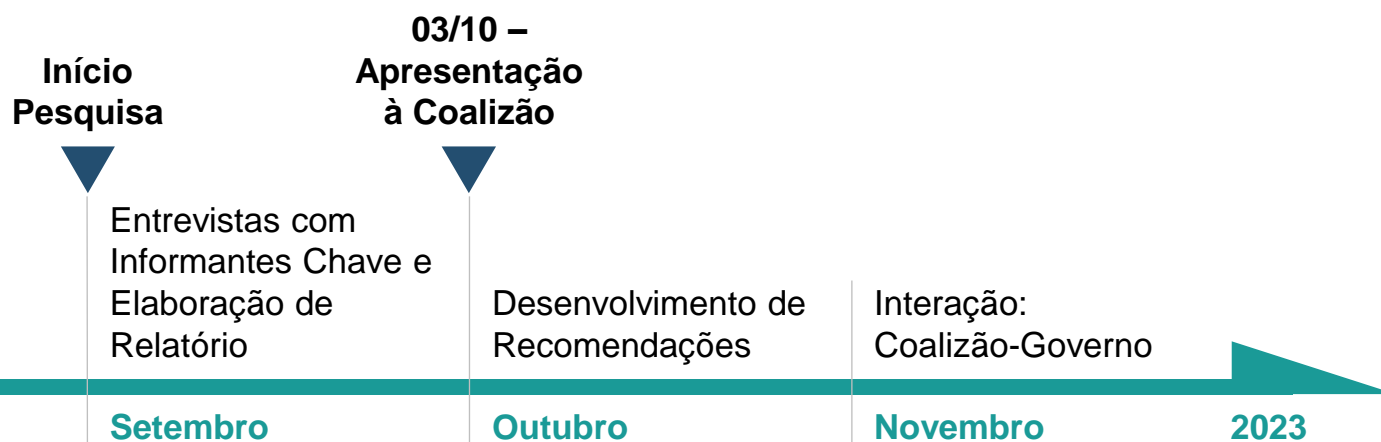 Início
Pesquisa
03/10 –
Apresentação
à Coalizão
Entrevistas com
Informantes Chave e
Elaboração de
Relatório
Desenvolvimento de
Recomendações
Interação:
Coalizão-Governo
Setembro
Outubro
Novembro
2023